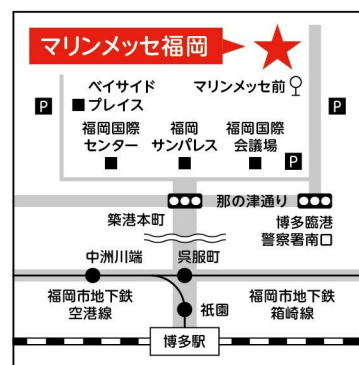 マリンメッセ福岡
ベイサイド
プレイス
マリンメッセ前
P
P
福岡国際
センター
福岡
サンパレス
福岡国際
会議場
P
那の津通り
築港本町
博多臨港
警察署南口
中洲川端
呉服町
福岡市地下鉄
空港線
祇園
福岡市地下鉄
箱崎線
博多駅